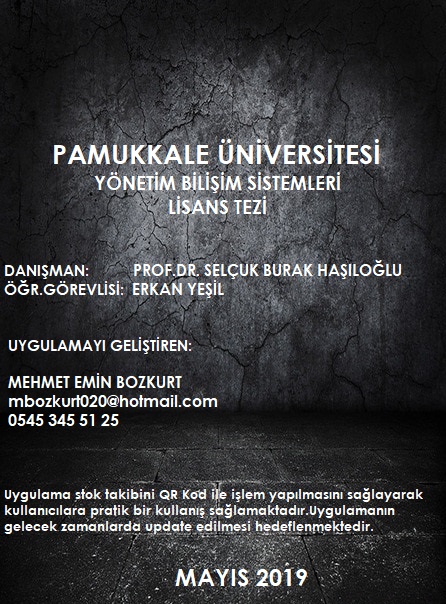 PAMUKKALE ÜNİVERSİTESİ
YÖNETİM BİLİŞİM SİSTEMLERİ
LİSANS TEZİ
DANIŞMAN: PROF.DR. SELÇUK BURAK HAŞILOĞLU
ÖĞR.GÖREVLİSİ: ERKAN YEŞİL
UYGULAMAYI GELİŞTİREN:
MEHMET EMİN BOZKURT
mbozkurt020@hotmail.com
0545 345 51 25
Uygulama stok takibini QR Kod ile işlem yapılmasını sağlayarak
kullanıcılara pratik bir kullanış sağlamaktadır.Uygulamanın
gelecek zamanlarda update edilmesi hedeflenmektedir.
MAYIS 2019